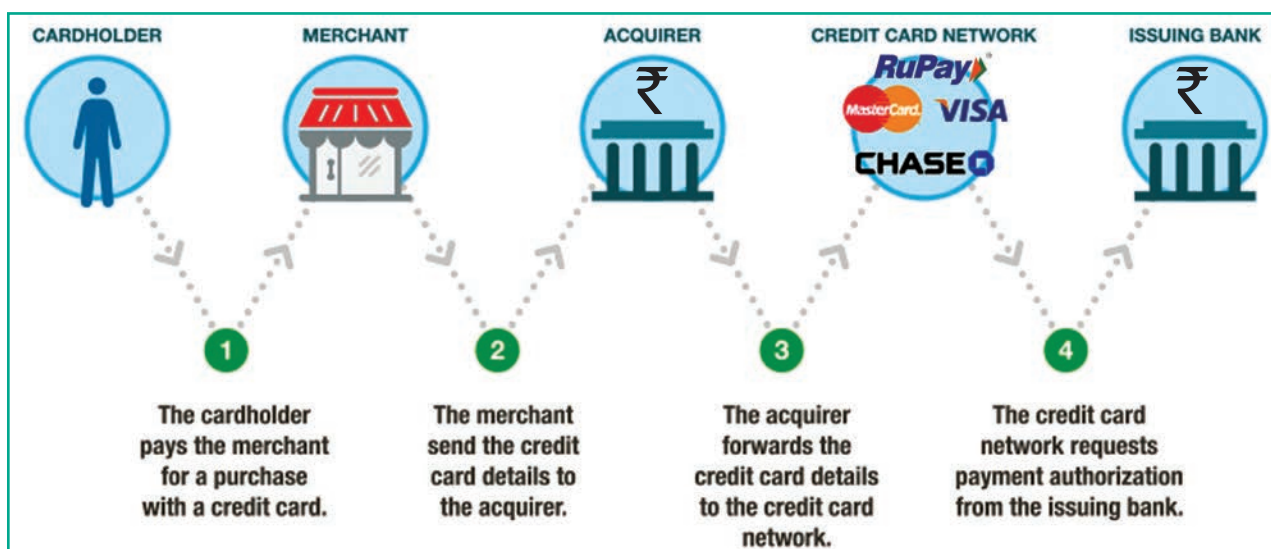 CARDHOLDER
MERCHANT
ACQUIRER
CREDIT CARD NETWORK
ISSUING BANK
₹
RuPay
MasterCard
VISA
CHASE
₹
1
The cardholder
pays the merchant
for a purchase
with a credit card.
2
The merchant
send the credit
card details to
the acquirer.
3
The acquirer
forwards the
credit card details
to the credit card
network.
4
The credit card
network requests
payment authorization
from the issuing bank.